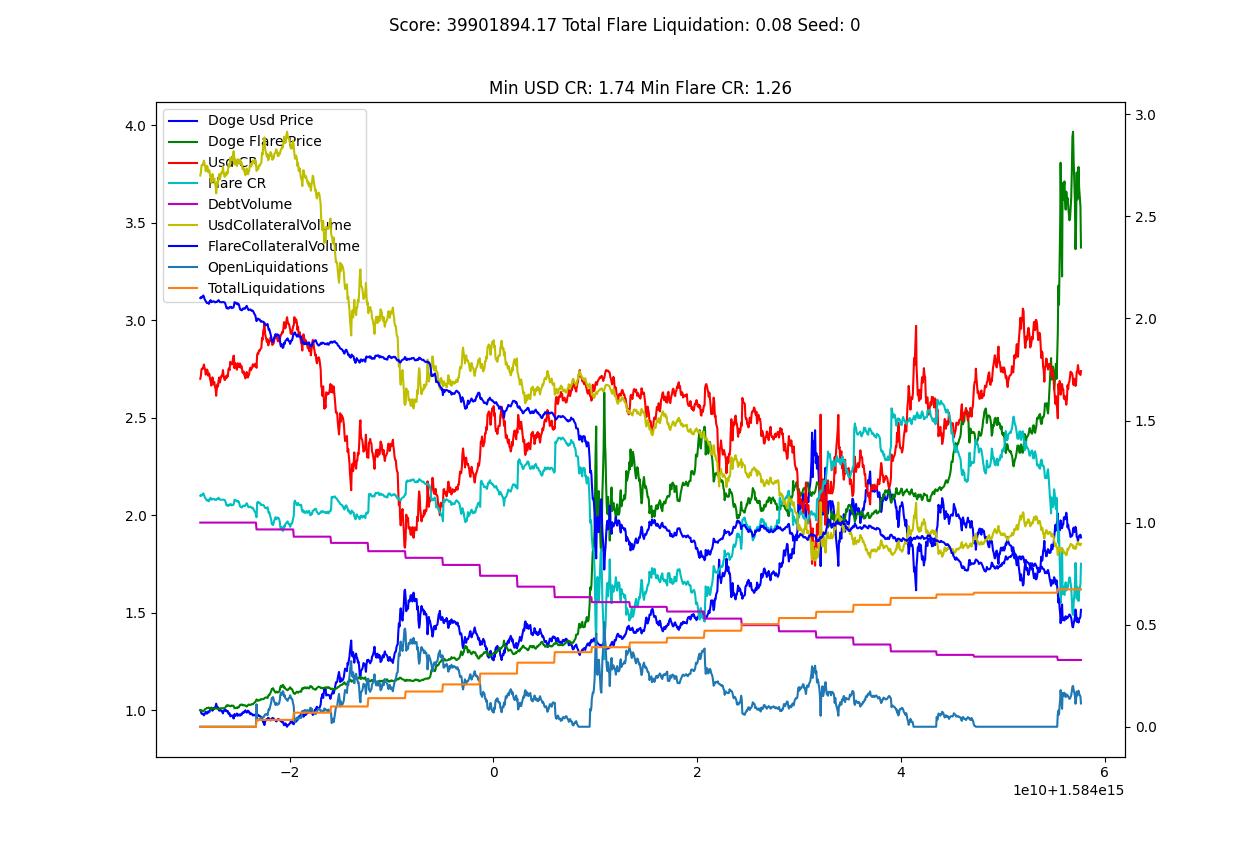 Score: 39901894.17 Total Flare Liquidation: 0.08 Seed: 0
Min USD CR: 1.74 Min Flare CR: 1.26
Doge Usd Price
Doge Flare Price
Usd CR
Flare CR
DebtVolume
UsdCollateralVolume
FlareCollateralVolume
OpenLiquidations
TotalLiquidations
4.0
3.5
3.0
2.5
2.0
1.5
1.0
3.0
2.5
2.0
1.5
1.0
0.5
0.0
−2 0 2 4 6
1e10+1.584e15